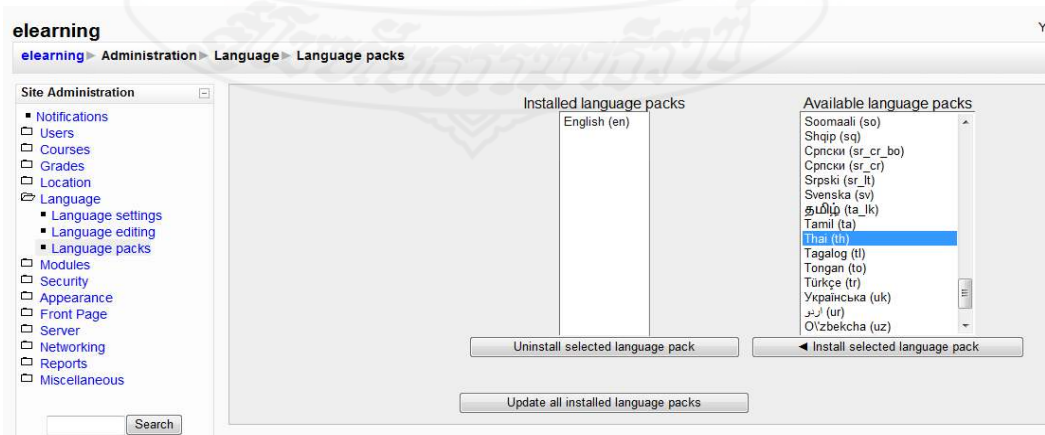 elearning
Y
elearning► Administration► Language► Language packs
Site Administration
Notifications
Users
Courses
Grades
Location
Language
Language settings
Language editing
Language packs
Modules
Security
Appearance
Front Page
Server
Networking
Reports
Miscellaneous
Search
Installed language packs
English (en)
Uninstall selected language pack
Available language packs
Soomaali (so)
Shqip (sq)
Српски (sr_cr_bo)
Српски (sr_cr)
Srpski (sr_lt)
Svenska (sv)
தமிழ் (ta_lk)
Tamil (ta)
Thai (th)
Tagalog (tl)
Tongan (to)
Türkçe (tr)
Українська (uk)
اردو (ur)
O\'zbekcha (uz)
◄ Install selected language pack
Update all installed language packs